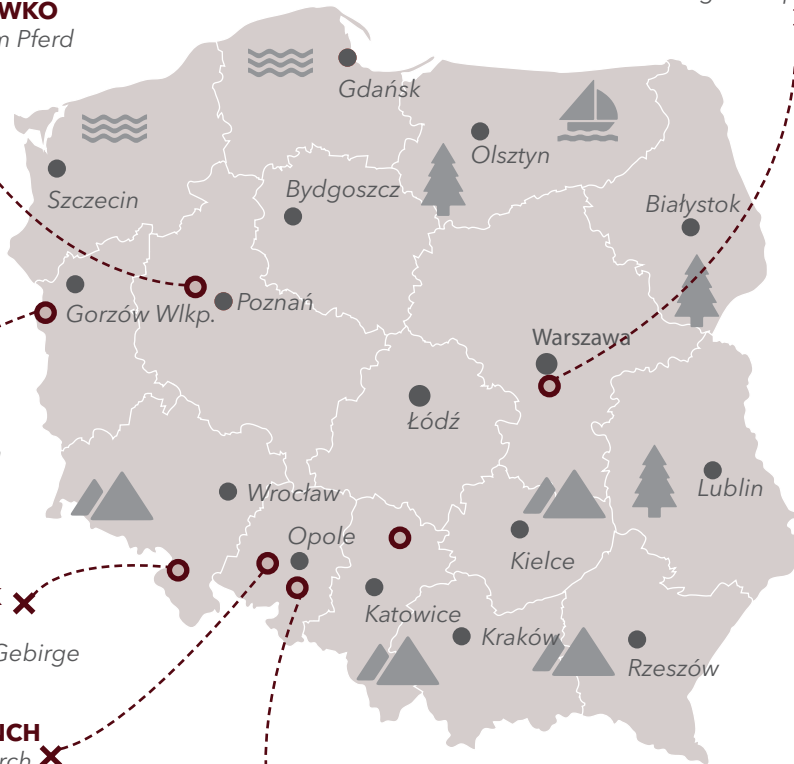 WKO
m Pferd
Gdańsk
Olsztyn
Bydgoszcz
Szczecin
Białystok
Poznań
Gorzów Wlkp.
Warszawa
Łódź
Lublin
Wrocław
Opole
Kielce
Katowice
Kraków
Gebirge
Rzeszów
ICH
rch